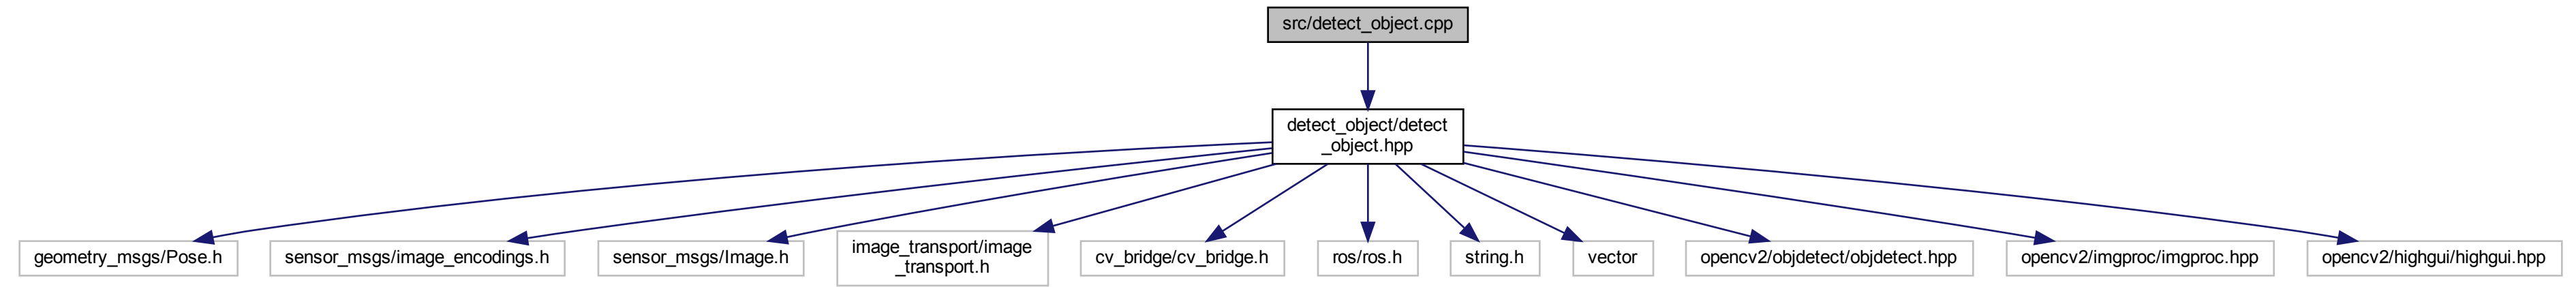 src/detect_object.cpp
detect_object/detect
_object.hpp
geometry_msgs/Pose.h
sensor_msgs/image_encodings.h
sensor_msgs/Image.h
image_transport/image
_transport.h
cv_bridge/cv_bridge.h
ros/ros.h
string.h
vector
opencv2/objdetect/objdetect.hpp
opencv2/imgproc/imgproc.hpp
opencv2/highgui/highgui.hpp